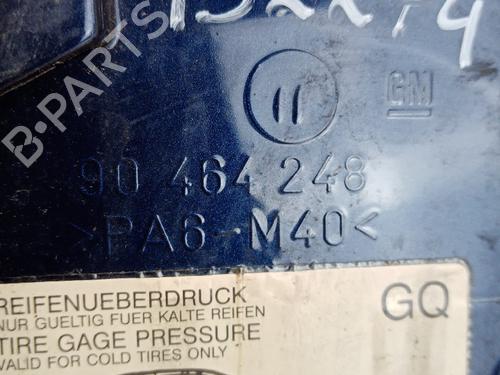 B-PARTS
GM
90 464 248
>PA6-M40<
REIFENUEBERDRUCK
NUR GUELTIG FUER KALTE REIFEN
GQ
TIRE GAGE PRESSURE
VALID FOR COLD TIRES ONLY